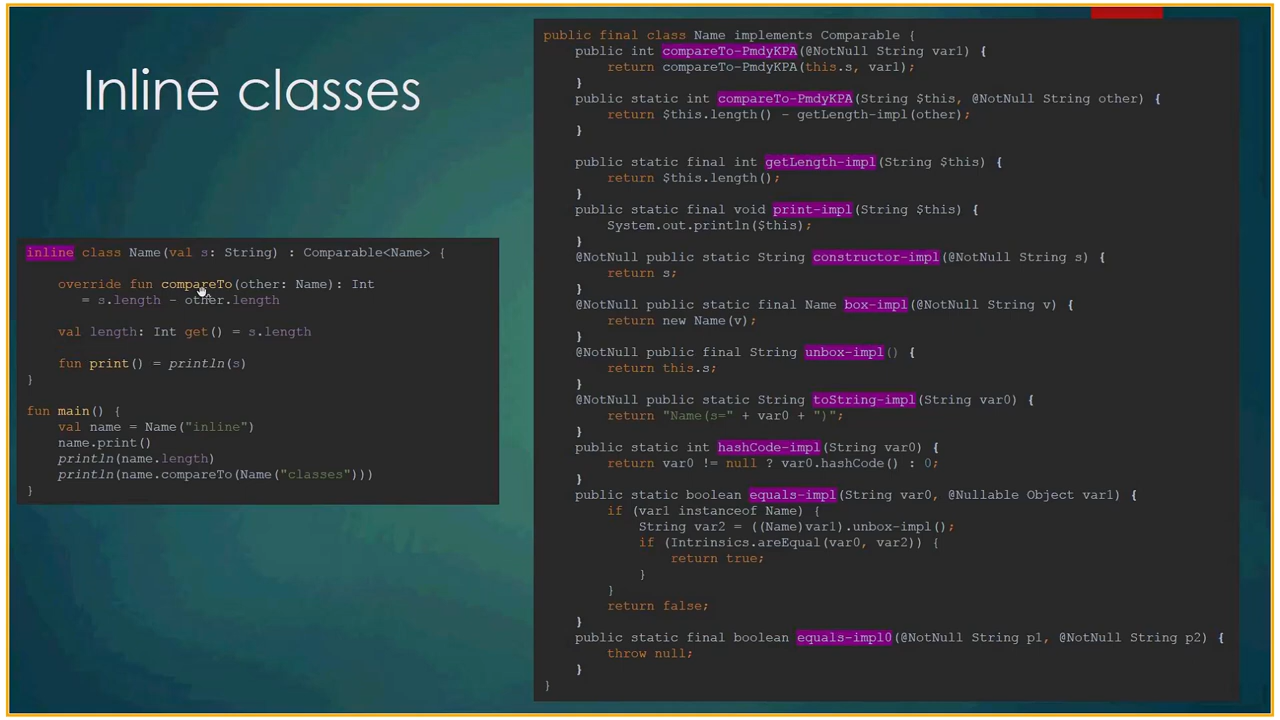 Inline classes
inline class Name(val s: String) : Comparable<Name> {
override fun compareTo(other: Name): Int
= s.length - other.length
val length: Int get() = s.length
fun print() = println(s)
}
fun main() {
val name = Name("inline")
name.print()
println(name.length)
println(name.compareTo(Name("classes")))
}
public final class Name implements Comparable {
public int compareTo-PmdyKPA(@NotNull String var1) {
return compareTo-PmdyKPA(this.s, var1);
}
public static int compareTo-PmdyKPA(String $this, @NotNull String other) {
return $this.length() - getLength-impl(other);
}
public static final int getLength-impl(String $this) {
return $this.length();
}
public static final void print-impl(String $this) {
System.out.println($this);
}
@NotNull public static String constructor-impl(@NotNull String s) {
return s;
}
@NotNull public static final Name box-impl(@NotNull String v) {
return new Name(v);
}
@NotNull public final String unbox-impl() {
return this.s;
}
@NotNull public static String toString-impl(String var0) {
return "Name(s=" + var0 + ")";
}
public static int hashCode-impl(String var0) {
return var0 != null ? var0.hashCode() : 0;
}
public static boolean equals-impl(String var0, @Nullable Object var1) {
if (var1 instanceof Name) {
String var2 = ((Name)var1).unbox-impl();
if (Intrinsics.areEqual(var0, var2)) {
return true;
}
}
return false;
}
public static final boolean equals-impl0(@NotNull String p1, @NotNull String p2) {
throw null;
}
}